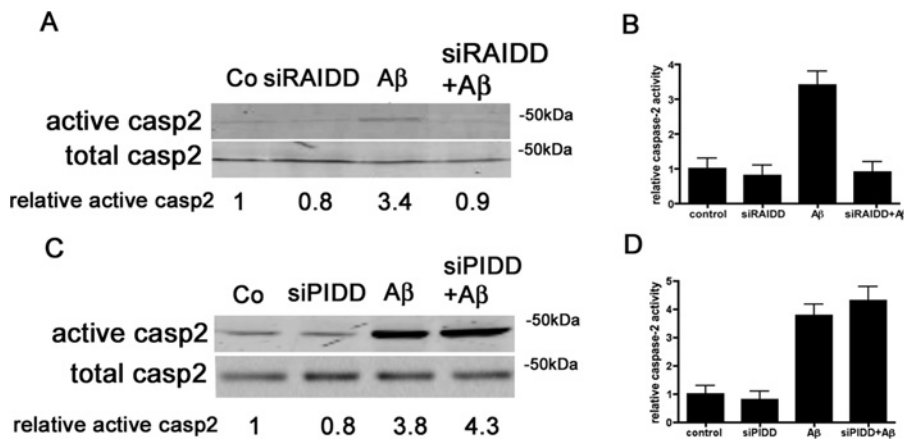 A
Co siRAIDD Aβ siRAIDD
+Aβ
active casp2 -50kDa
total casp2 -50kDa
relative active casp2 1 0.8 3.4 0.9
B
relative caspase-2 activity
4
3
2
1
0
control siRAIDD Aβ siRAIDD+Aβ
C
Co siPIDD Aβ siPIDD
+Aβ
active casp2 -50kDa
total casp2 -50kDa
relative active casp2 1 0.8 3.8 4.3
D
relative caspase-2 activity
5
4
3
2
1
0
control siPIDD Aβ siPIDD+Aβ